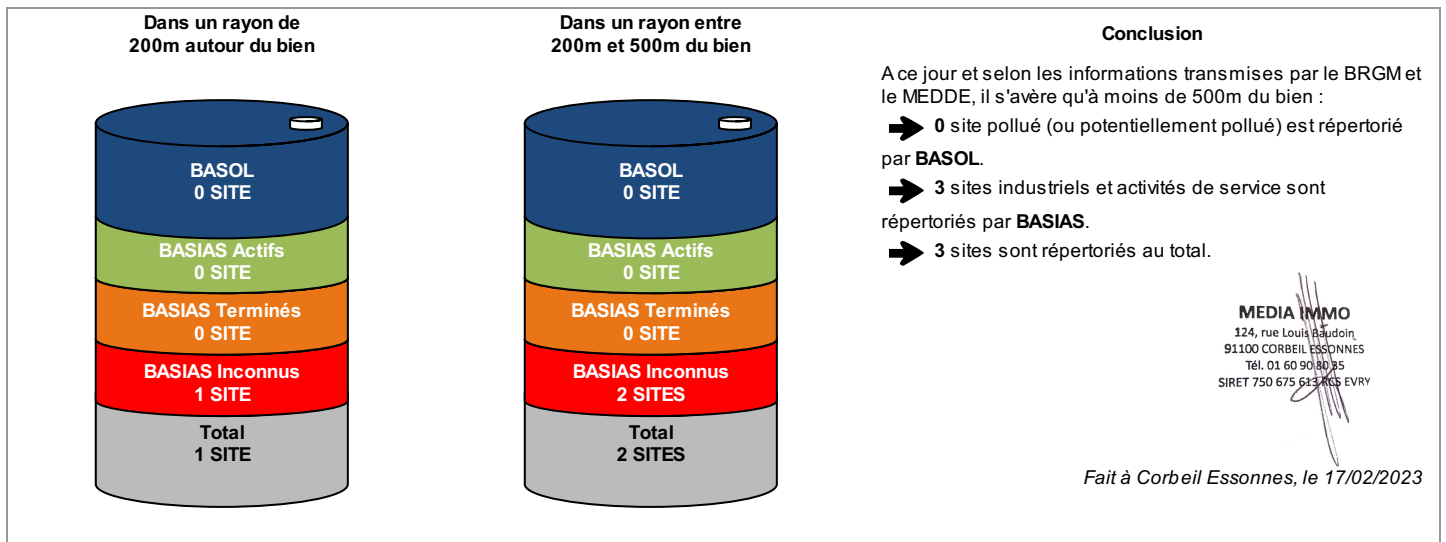 Dans un rayon de
200m autour du bien
BASOL
0 SITE
BASIAS Actifs
0 SITE
BASIAS Terminés
0 SITE
BASIAS Inconnus
1 SITE
Total
1 SITE
Dans un rayon entre
200m et 500m du bien
BASOL
0 SITE
BASIAS Actifs
0 SITE
BASIAS Terminés
0 SITE
BASIAS Inconnus
2 SITES
Total
2 SITES
Conclusion
A ce jour et selon les informations transmises par le BRGM et
le MEDDE, il s'avère qu'à moins de 500m du bien :
0 site pollué (ou potentiellement pollué) est répertorié
par BASOL.
3 sites industriels et activités de service sont
répertoriés par BASIAS.
3 sites sont répertoriés au total.
MEDIA IMMO
124, rue Louis Baudoin
91100 CORBEIL ESSONNES
Tél. 01 60 90 80 85
SIRET 750 675 613 RCS EVRY
Fait à Corbeil Essonnes, le 17/02/2023